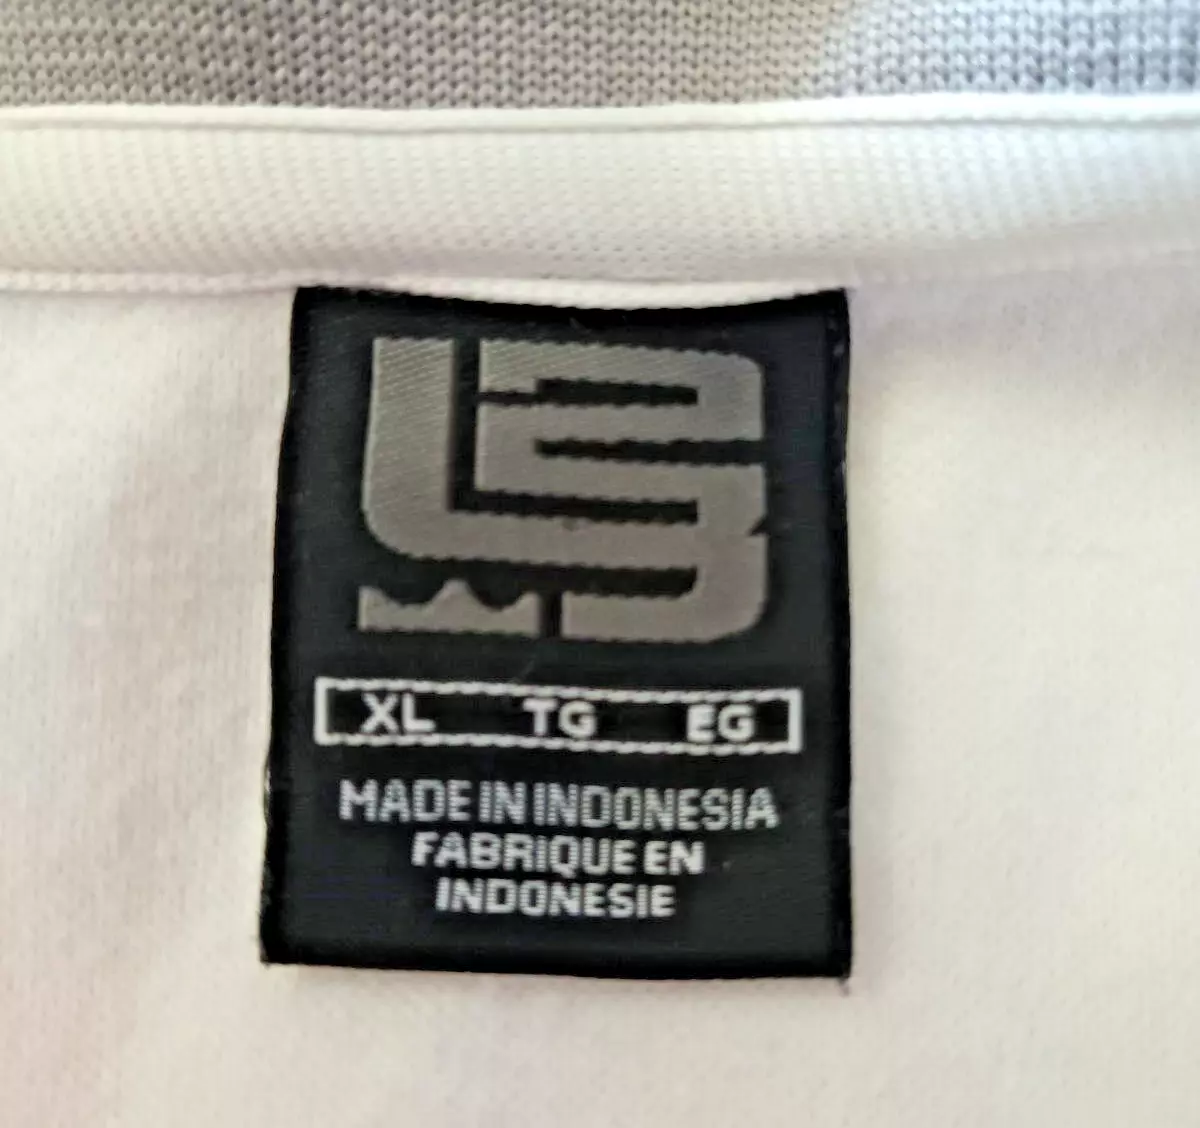 XL TG EG
MADE IN INDONESIA
FABRIQUE EN
INDONESIE